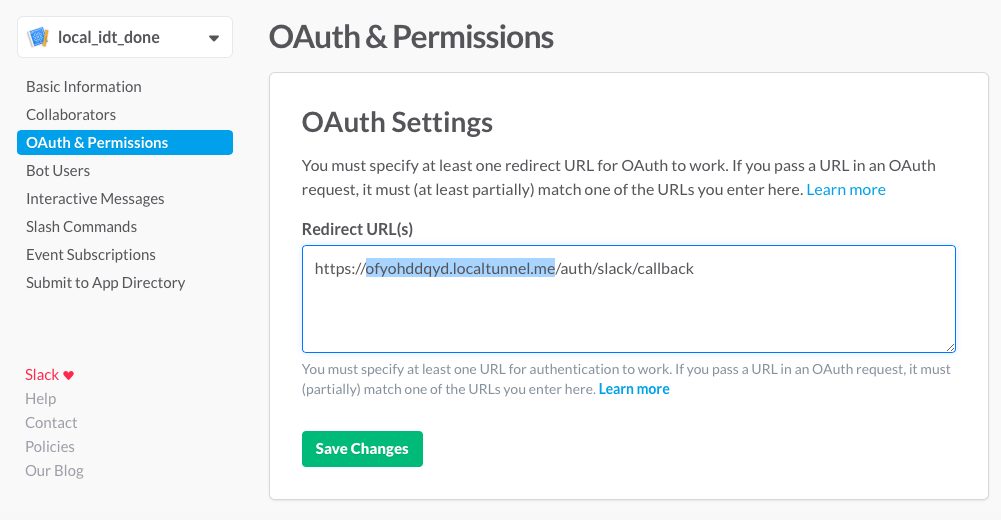 local_idt_done
Basic Information
Collaborators
OAuth & Permissions
Bot Users
Interactive Messages
Slash Commands
Event Subscriptions
Submit to App Directory
Slack ♥
Help
Contact
Policies
Our Blog
OAuth & Permissions
OAuth Settings
You must specify at least one redirect URL for OAuth to work. If you pass a URL in an OAuth
request, it must (at least partially) match one of the URLs you enter here. Learn more
Redirect URL(s)
https://ofyohddqyd.localtunnel.me/auth/slack/callback
You must specify at least one URL for authentication to work. If you pass a URL in an OAuth request, it must
(partially) match one of the URLs you enter here. Learn more
Save Changes